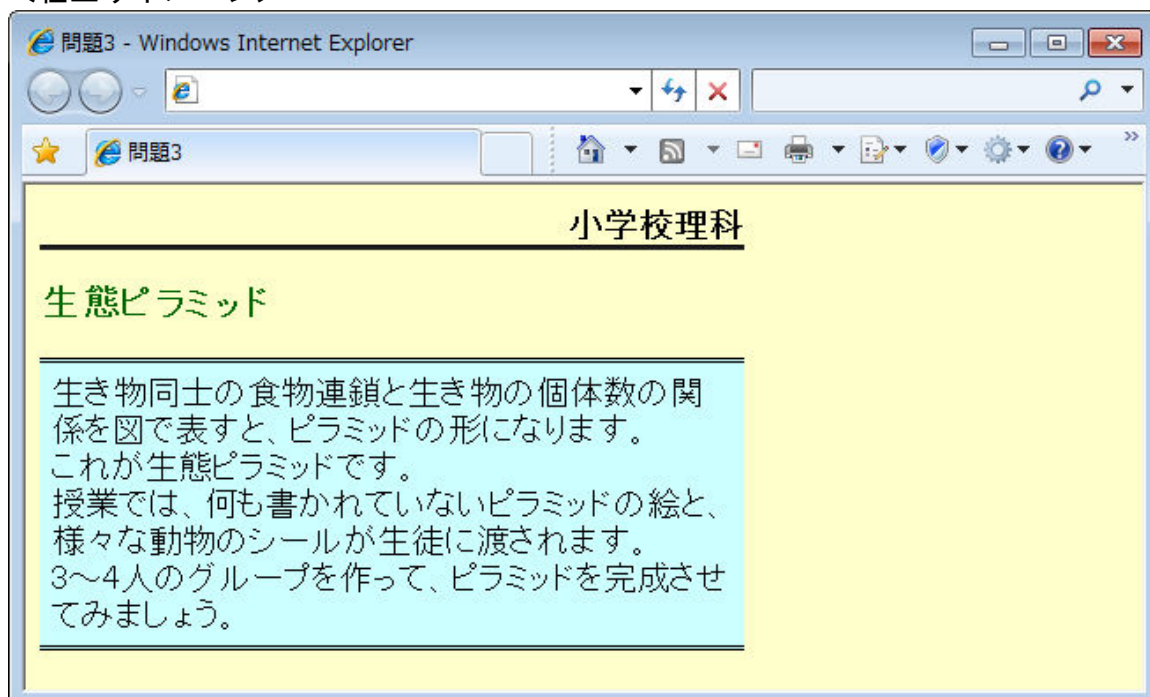 問題3 - Windows Internet Explorer
問題3
小学校理科
生態ピラミッド
生き物同士の食物連鎖と生き物の個体数の関
係を図で表すと、ピラミッドの形になります。
これが生態ピラミッドです。
授業では、何も書かれていないピラミッドの絵と、
様々な動物のシールが生徒に渡されます。
3～4人のグループを作って、ピラミッドを完成させ
てみましょう。